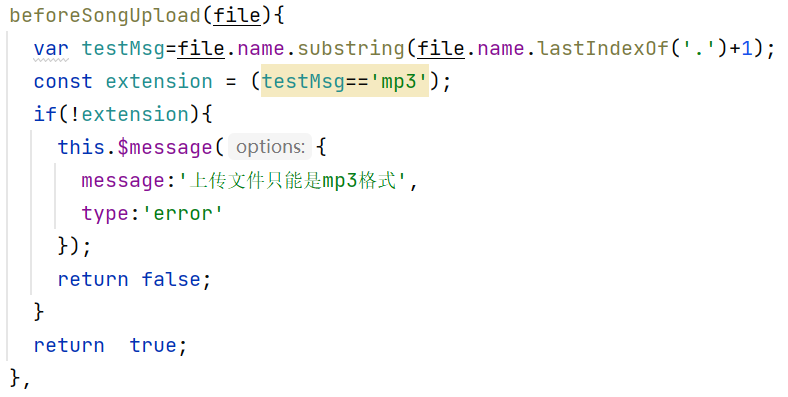 beforeSongUpload(file){
var testMsg=file.name.substring(file.name.lastIndexOf('.')+1);
const extension = (testMsg=='mp3');
if(!extension){
this.$message( options: {
message:'上传文件只能是mp3格式',
type:'error'
});
return false;
}
return  true;
},